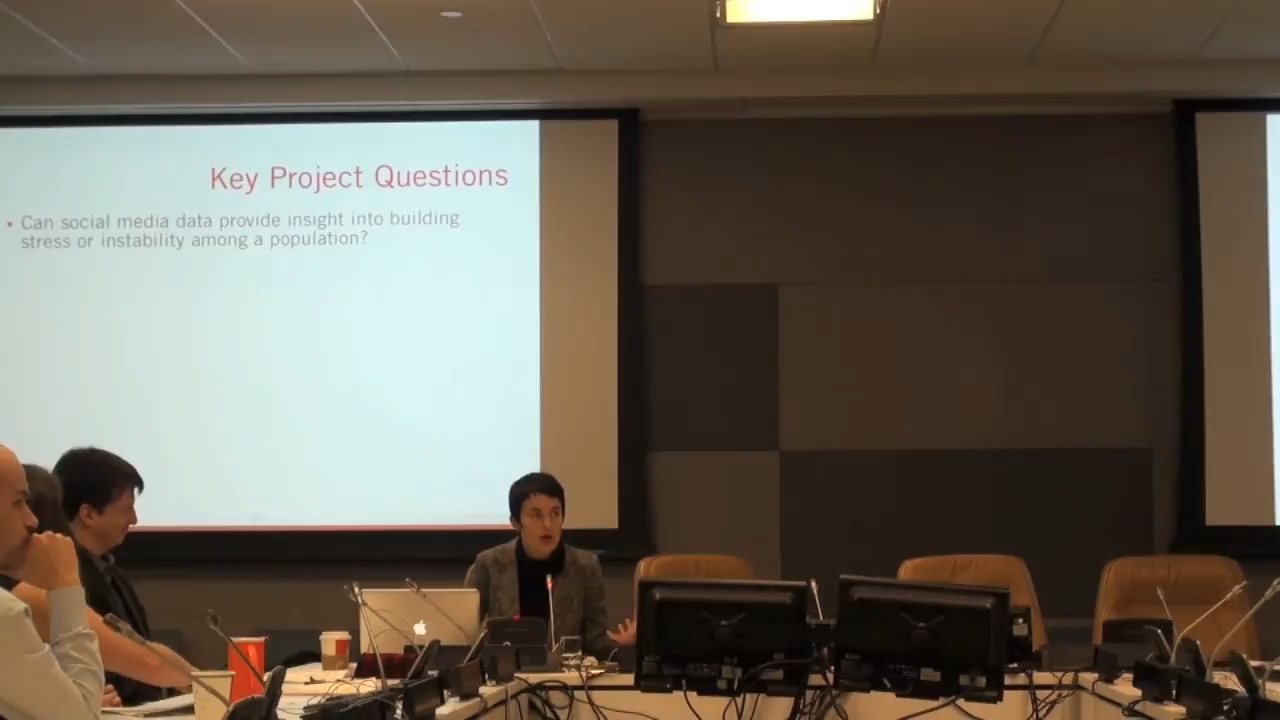 Key Project Questions
• Can social media data provide insight into building
stress or instability among a population?